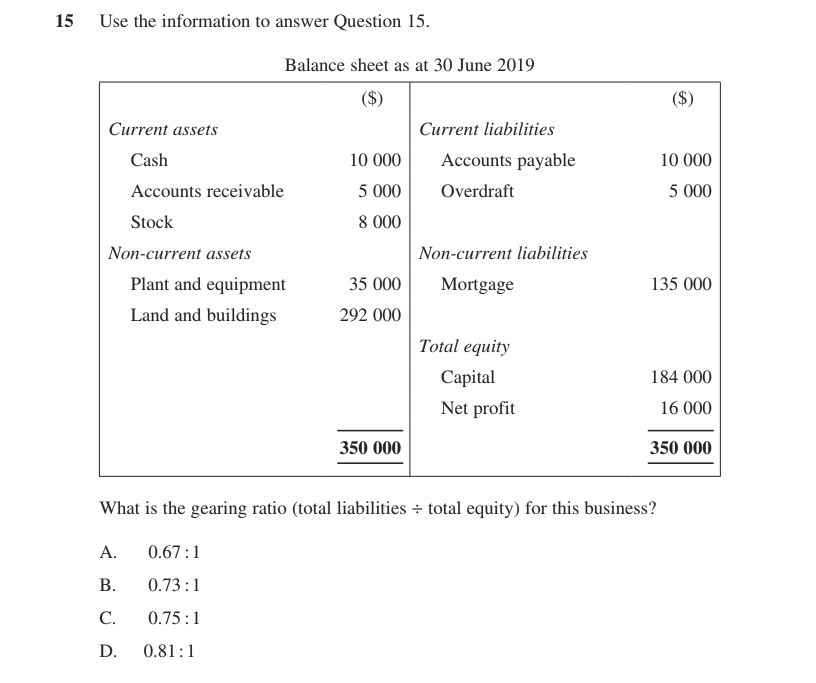 15 Use the information to answer Question 15.
Balance sheet as at 30 June 2019
($) ($)
Current assets Current liabilities
Cash 10 000 Accounts payable 10 000
Accounts receivable 5 000 Overdraft 5 000
Stock 8 000
Non-current assets Non-current liabilities
Plant and equipment 35 000 Mortgage 135 000
Land and buildings 292 000
Total equity
Capital 184 000
Net profit 16 000
350 000 350 000
What is the gearing ratio (total liabilities ÷ total equity) for this business?
A. 0.67 : 1
B. 0.73 : 1
C. 0.75 : 1
D. 0.81 : 1